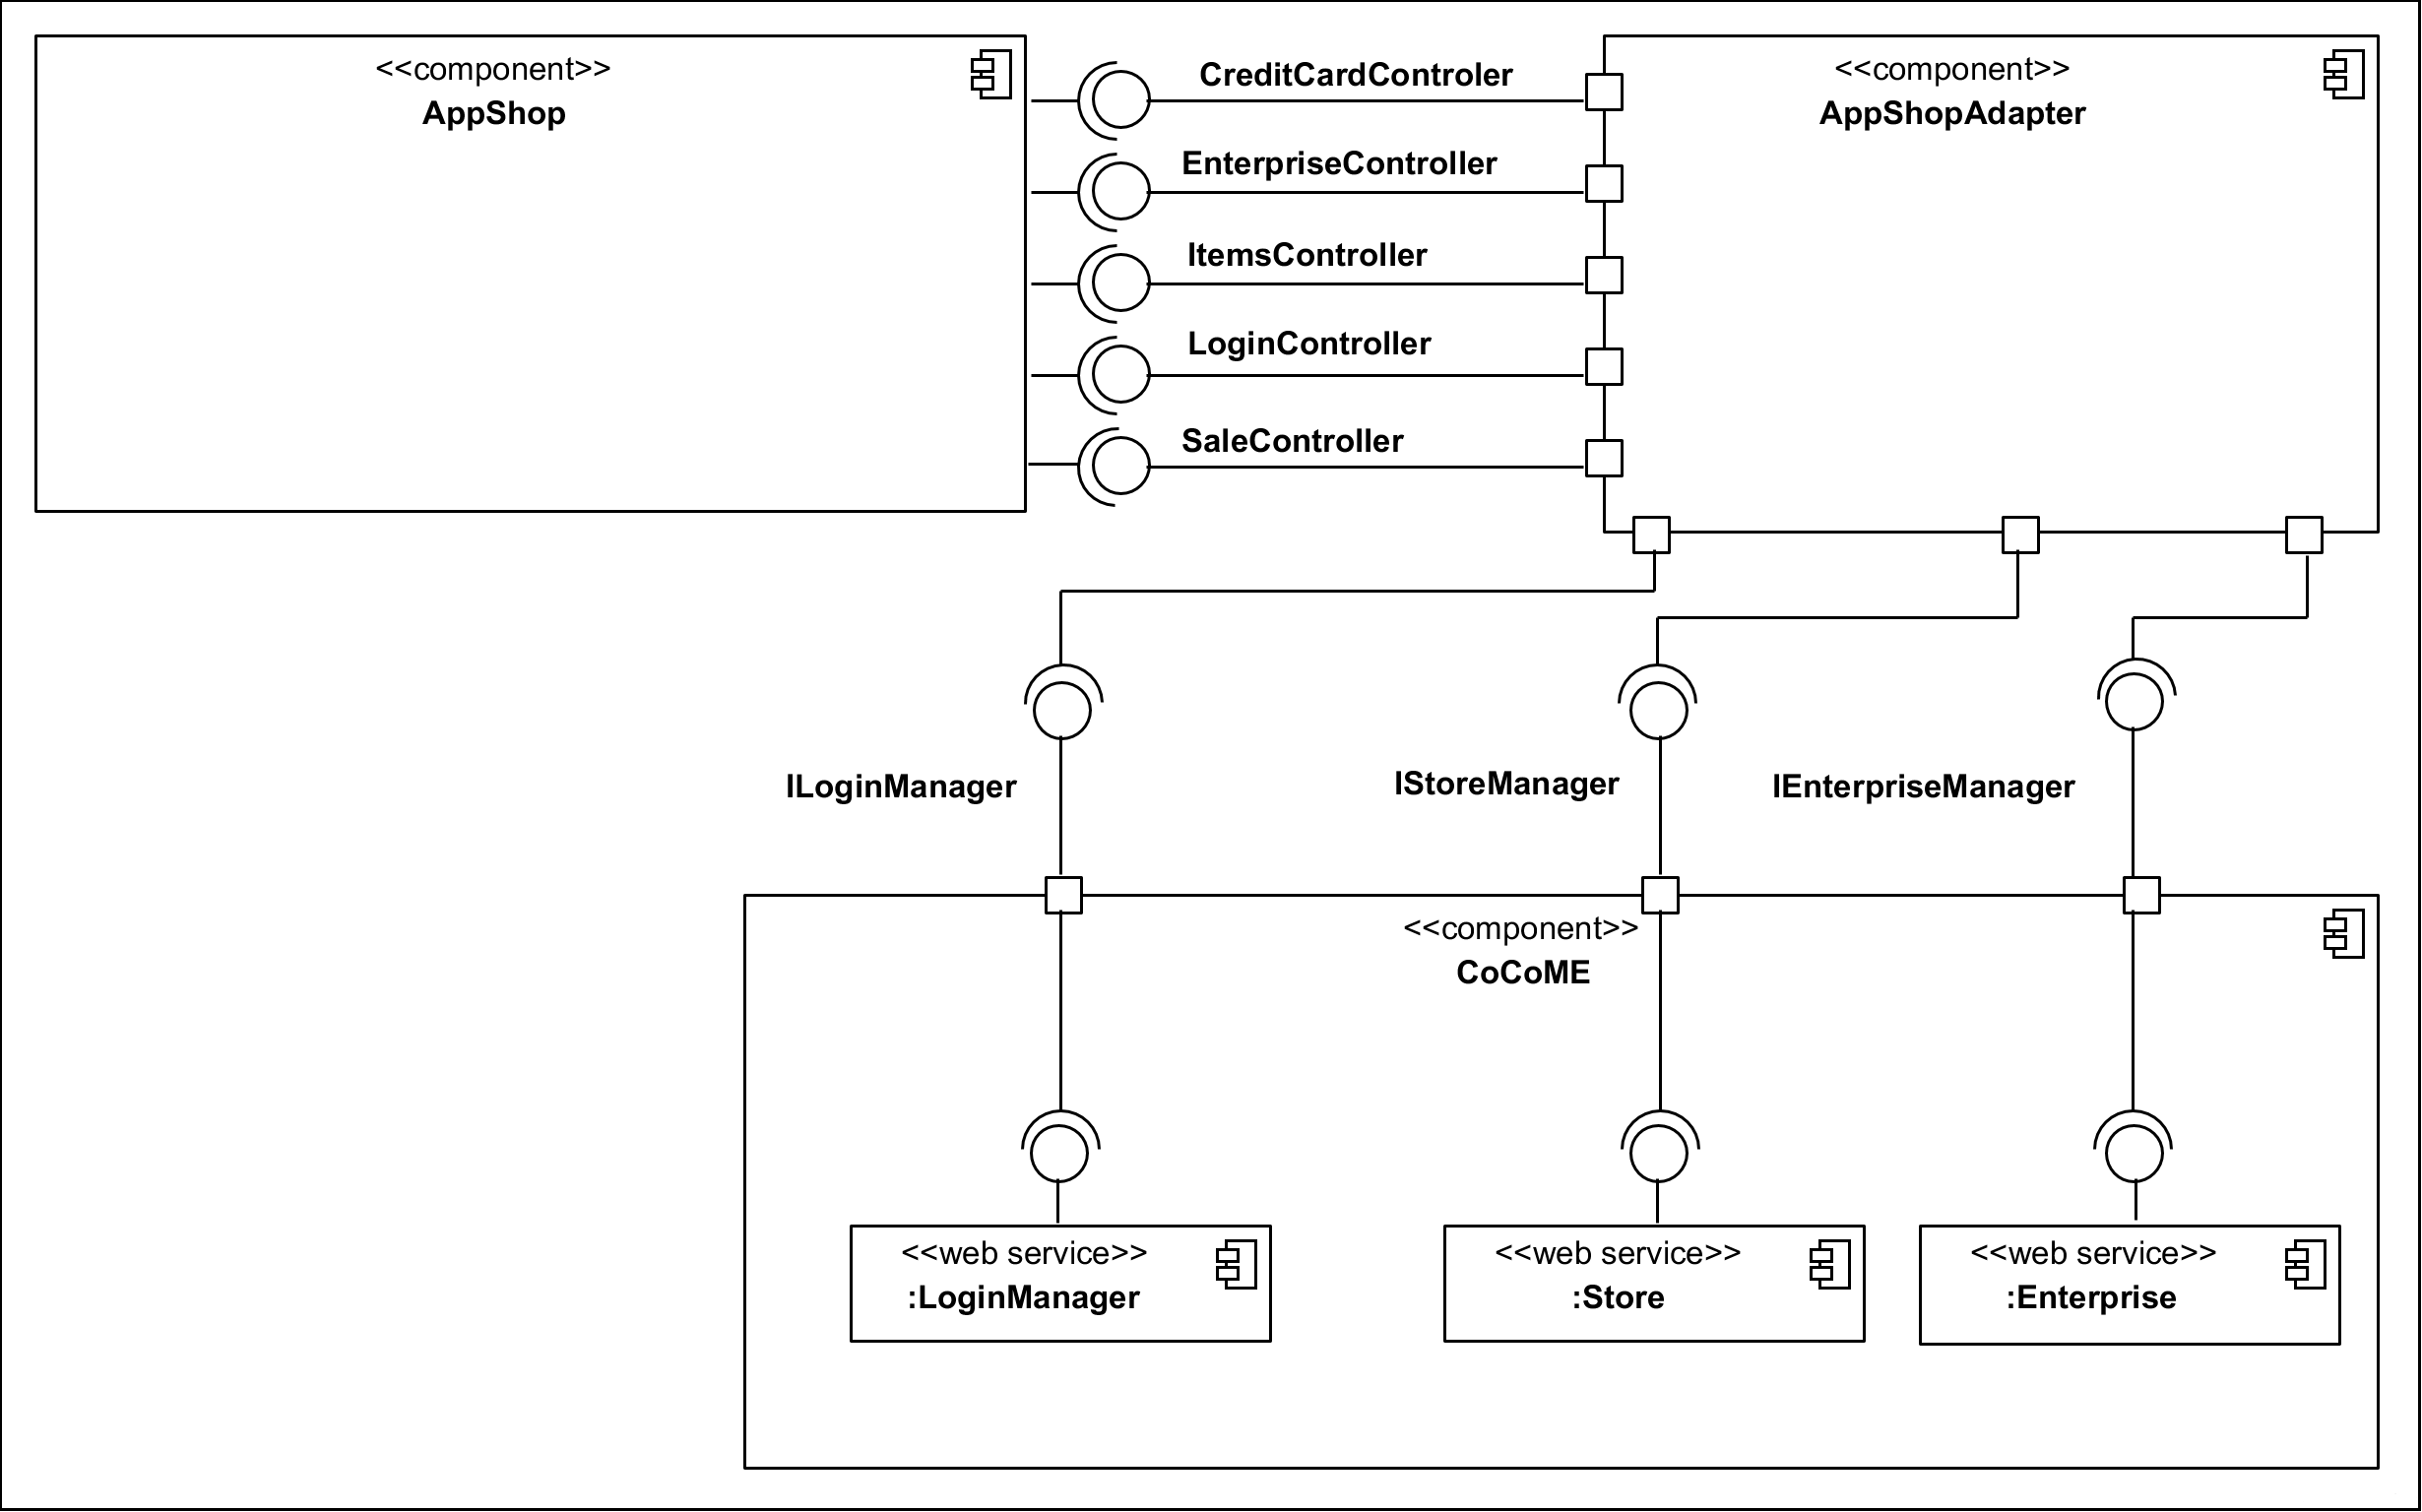 <<component>>
AppShop
CreditCardControler
EnterpriseController
ItemsController
LoginController
SaleController
<<component>>
AppShopAdapter
ILoginManager
IStoreManager
IEnterpriseManager
<<component>>
CoCoME
<<web service>>
:LoginManager
<<web service>>
:Store
<<web service>>
:Enterprise